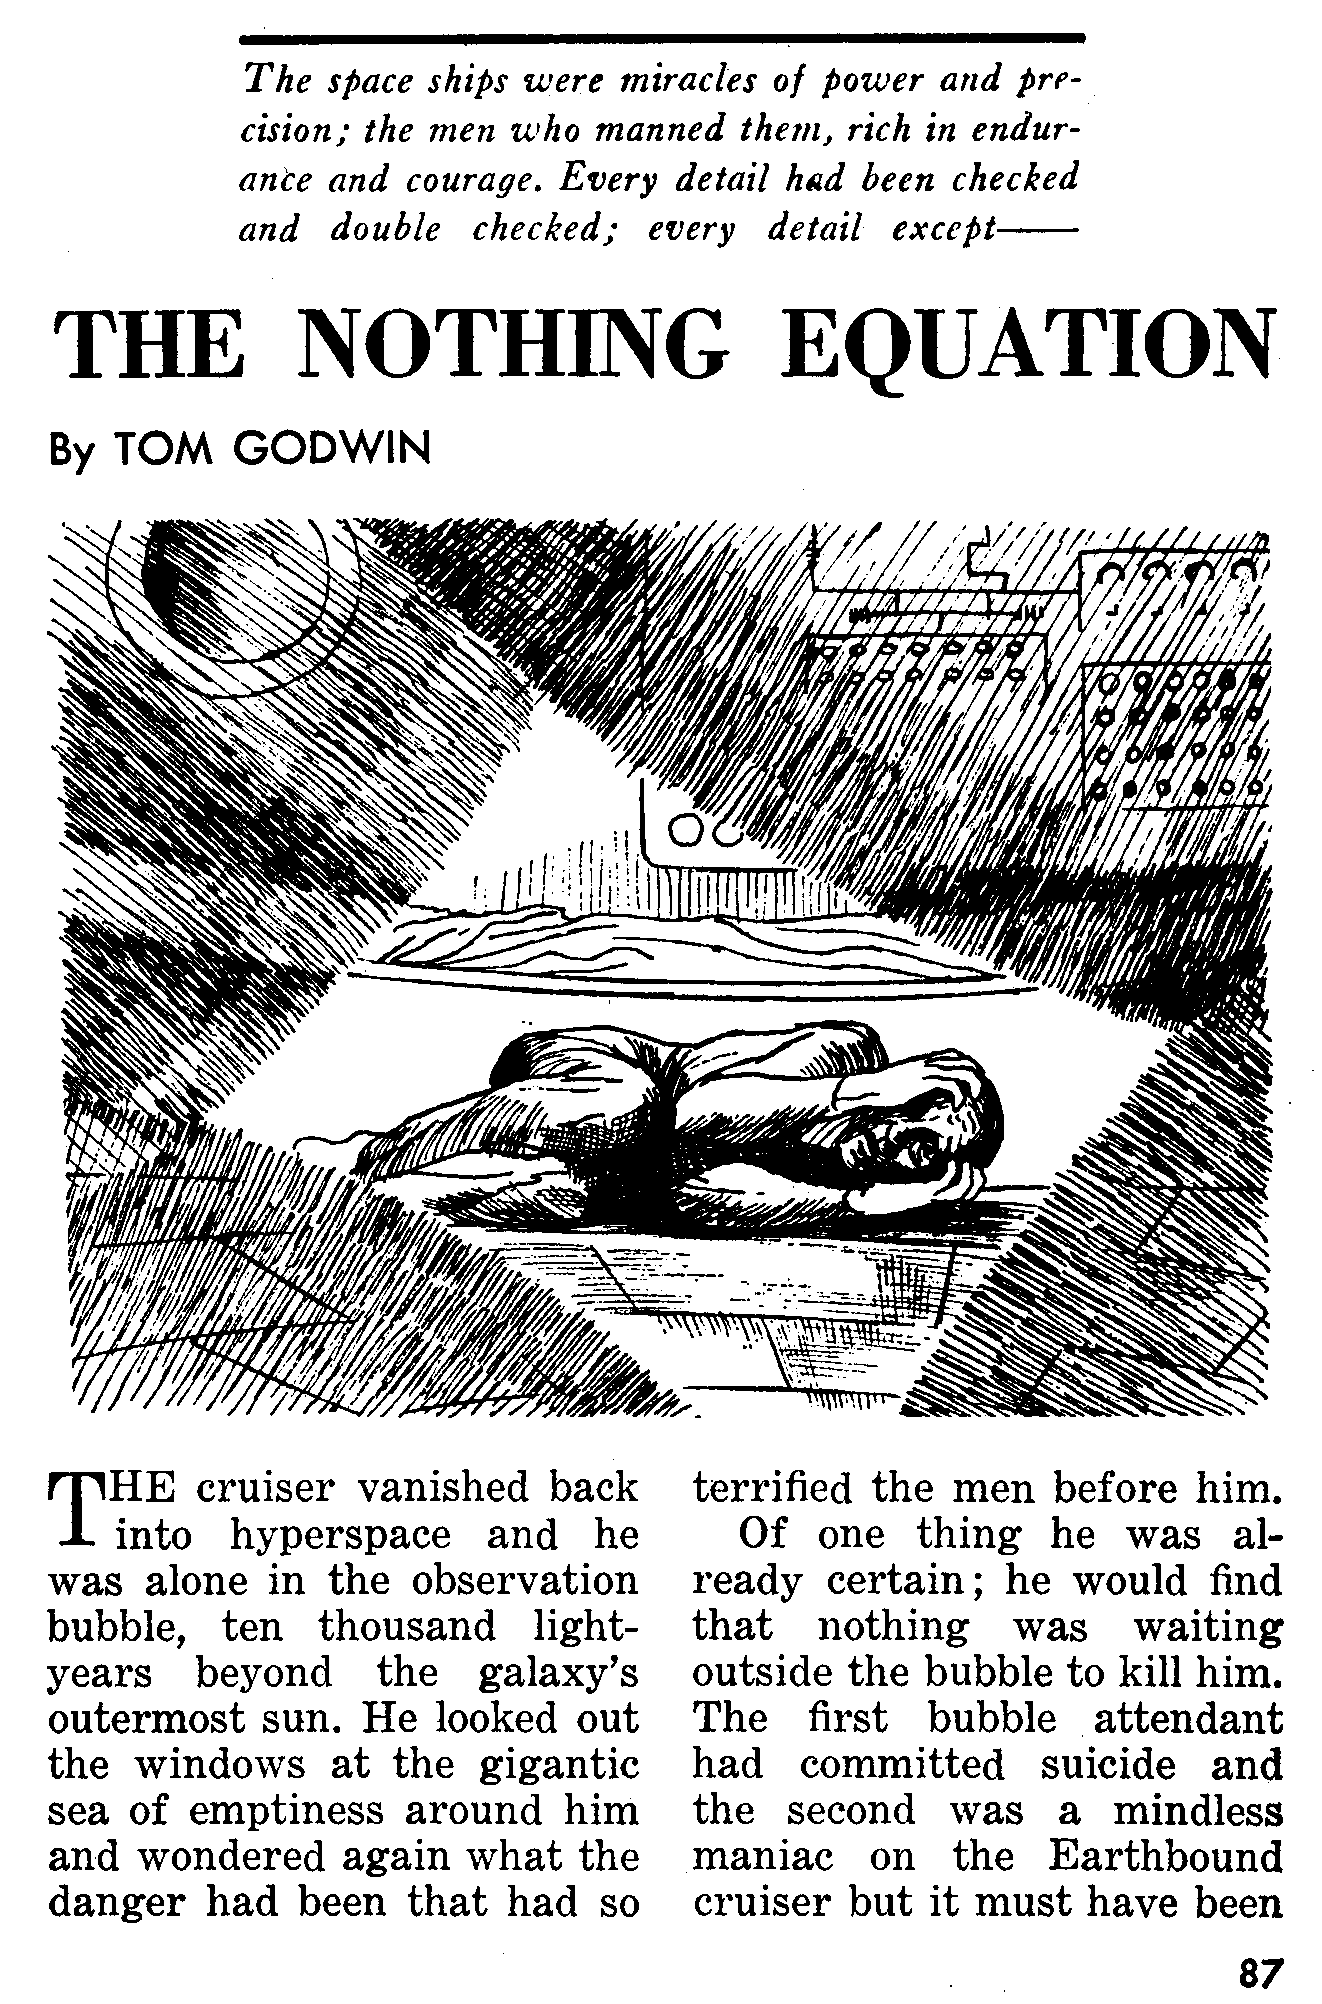 The space ships were miracles of power and pre-
cision; the men who manned them, rich in endur-
ance and courage. Every detail had been checked
and double checked; every detail except——
THE NOTHING EQUATION
By TOM GODWIN
THE cruiser vanished back
into hyperspace and he
was alone in the observation
bubble, ten thousand light-
years beyond the galaxy's
outermost sun. He looked out
the windows at the gigantic
sea of emptiness around him
and wondered again what the
danger had been that had so
terrified the men before him.
Of one thing he was al-
ready certain; he would find
that nothing was waiting
outside the bubble to kill him.
The first bubble attendant
had committed suicide and
the second was a mindless
maniac on the Earthbound
cruiser but it must have been
87